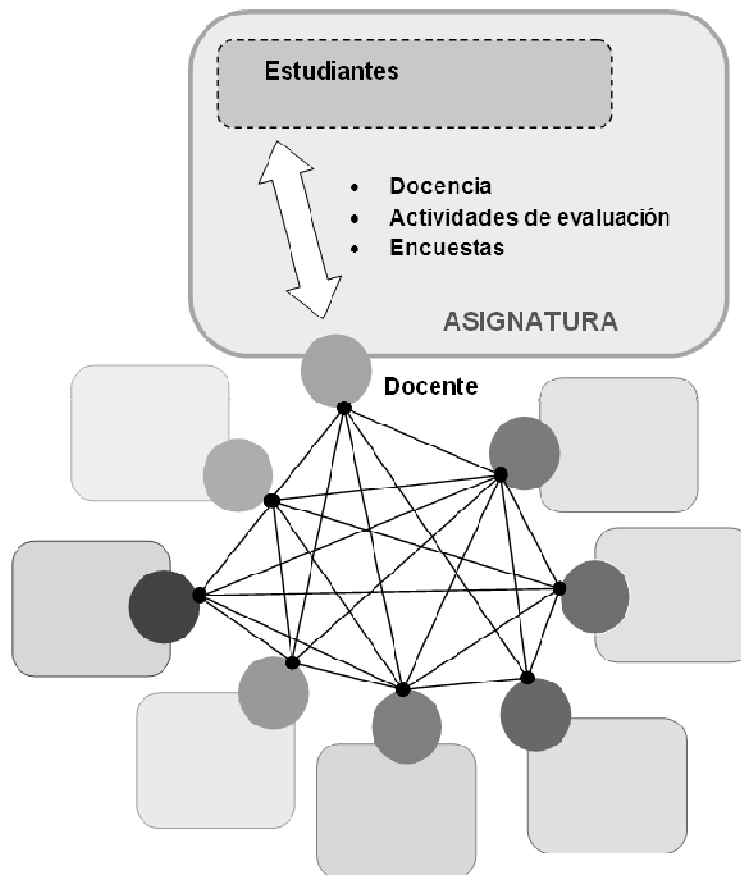 Estudiantes
• Docencia
• Actividades de evaluación
• Encuestas
ASIGNATURA
Docente